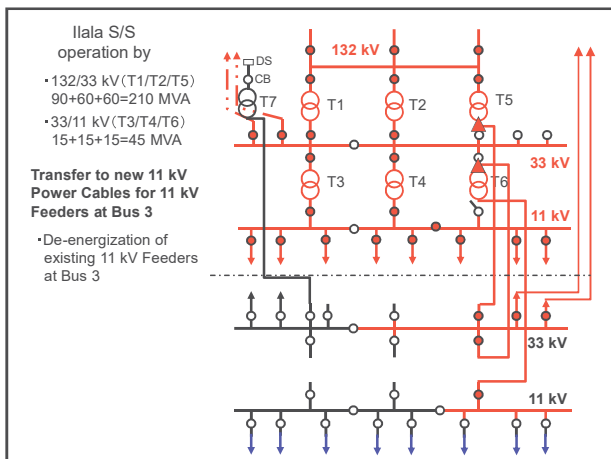 Ilala S/S
operation by
・132/33 kV(T1/T2/T5)
90+60+60=210 MVA
・33/11 kV(T3/T4/T6)
15+15+15=45 MVA
Transfer to new 11 kV
Power Cables for 11 kV
Feeders at Bus 3
・De-energization of
existing 11 kV Feeders
at Bus 3
DS
CB
T7
132 kV
T1
T2
T5
33 kV
T3
T4
T6
11 kV
33 kV
11 kV